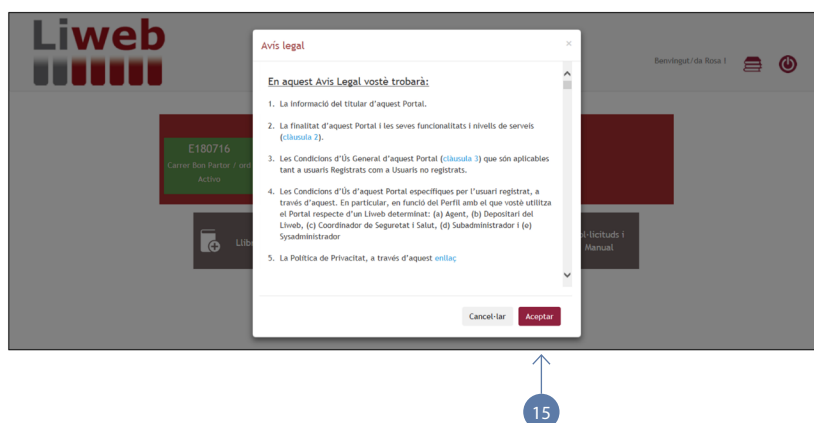 Liweb
Avís legal
×
Benvingut/da Rosa !
En aquest Avís Legal vostè trobarà:
1. La informació del titular d'aquest Portal.
2. La finalitat d'aquest Portal i les seves funcionalitats i nivells de serveis
(clàusula 2).
3. Les Condicions d'Ús General d'aquest Portal (clàusula 3) que són aplicables
tant a usuaris Registrats com a Usuaris no registrats.
4. Les Condicions d'Ús d'aquest Portal específiques per l'usuari registrat, a
través d'aquest. En particular, en funció del Perfil amb el que vostè utilitza
el Portal respecte d'un Liweb determinat: (a) Agent, (b) Depositari del
Liweb, (c) Coordinador de Seguretat i Salut, (d) Subadministrador i (e)
Sysadministrador
5. La Política de Privacitat, a través d'aquest enllaç
E180716
Carrer Bon Partor / ord
Activo
Llib
ol·licituds i
Manual
Cancel·lar
Aceptar
15